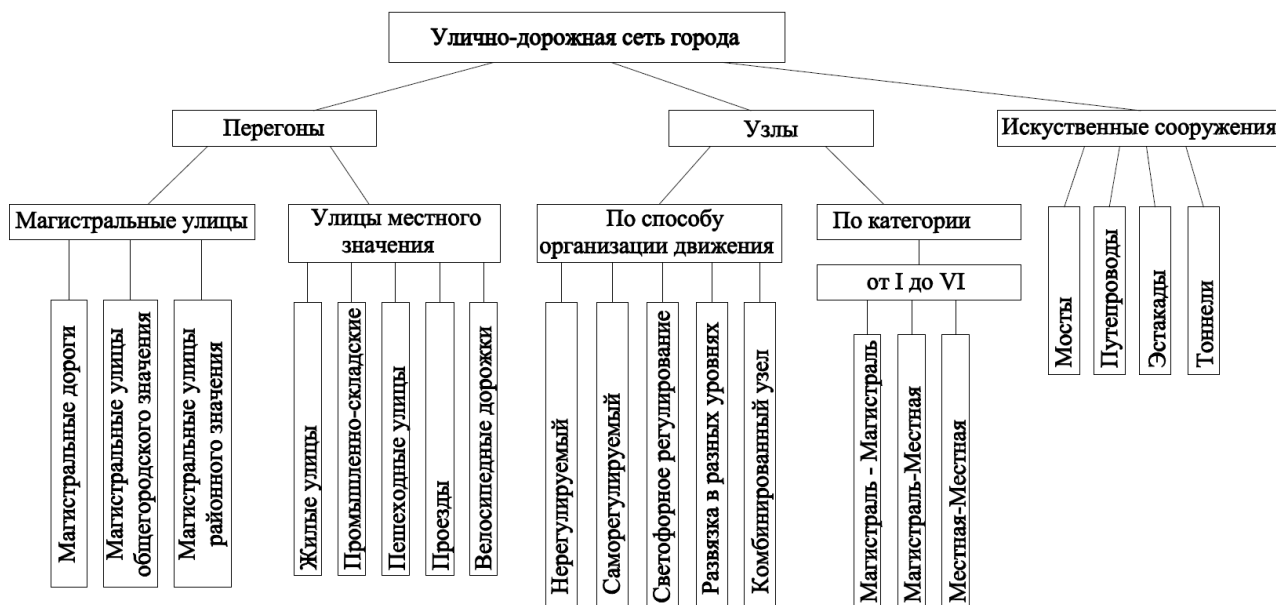 Улично-дорожная сеть города
Перегоны
Узлы
Искуственные сооружения
Магистральные улицы
Улицы местного
значения
По способу
организации движения
По категории
от I до VI
Магистральные дороги
Магистральные улицы
общегородского значения
Магистральные улицы
районного значения
Жилые улицы
Промышленно-складские
Пешеходные улицы
Проезды
Велосипедные дорожки
Нерегулируемый
Саморегулируемый
Светофорное регулирование
Развязка в разных уровнях
Комбинированный узел
Магистраль - Магистраль
Магистраль-Местная
Местная-Местная
Мосты
Путепроводы
Эстакады
Тоннели